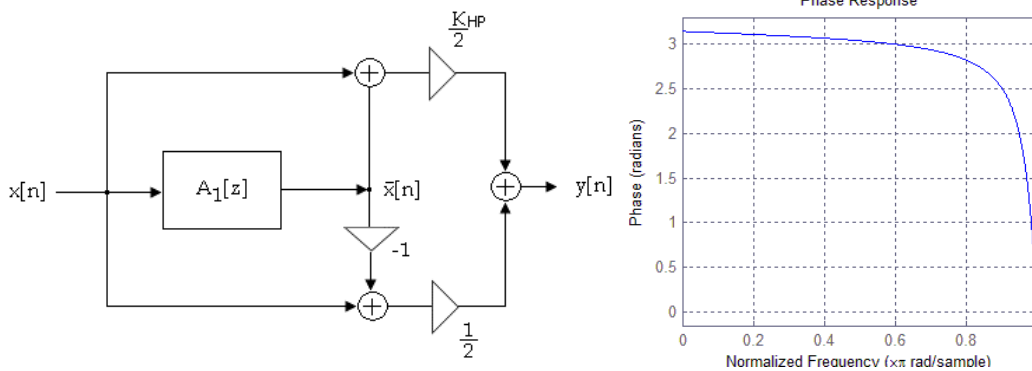 K_HP
2
x[n]
A_1[z]
x̄[n]
-1
1
2
y[n]
Phase Response
Phase (radians)
3
2.5
2
1.5
1
0.5
0
0 0.2 0.4 0.6 0.8
Normalized Frequency (×π rad/sample)